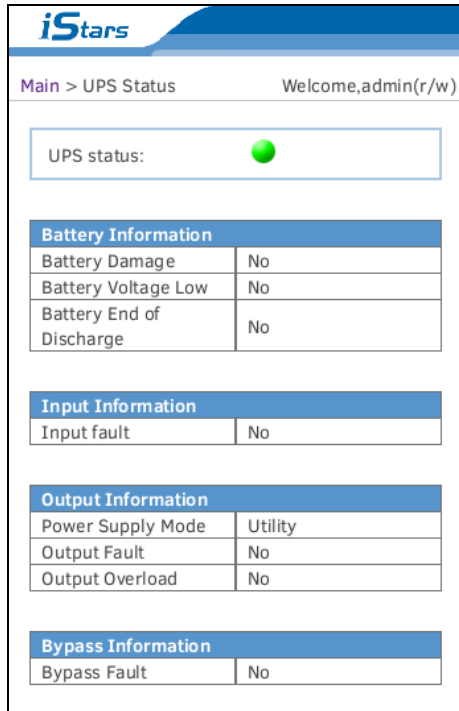 iStars
Main > UPS Status Welcome,admin(r/w)
UPS status:
Battery Information
Battery Damage No
Battery Voltage Low No
Battery End of
Discharge No
Input Information
Input fault No
Output Information
Power Supply Mode Utility
Output Fault No
Output Overload No
Bypass Information
Bypass Fault No